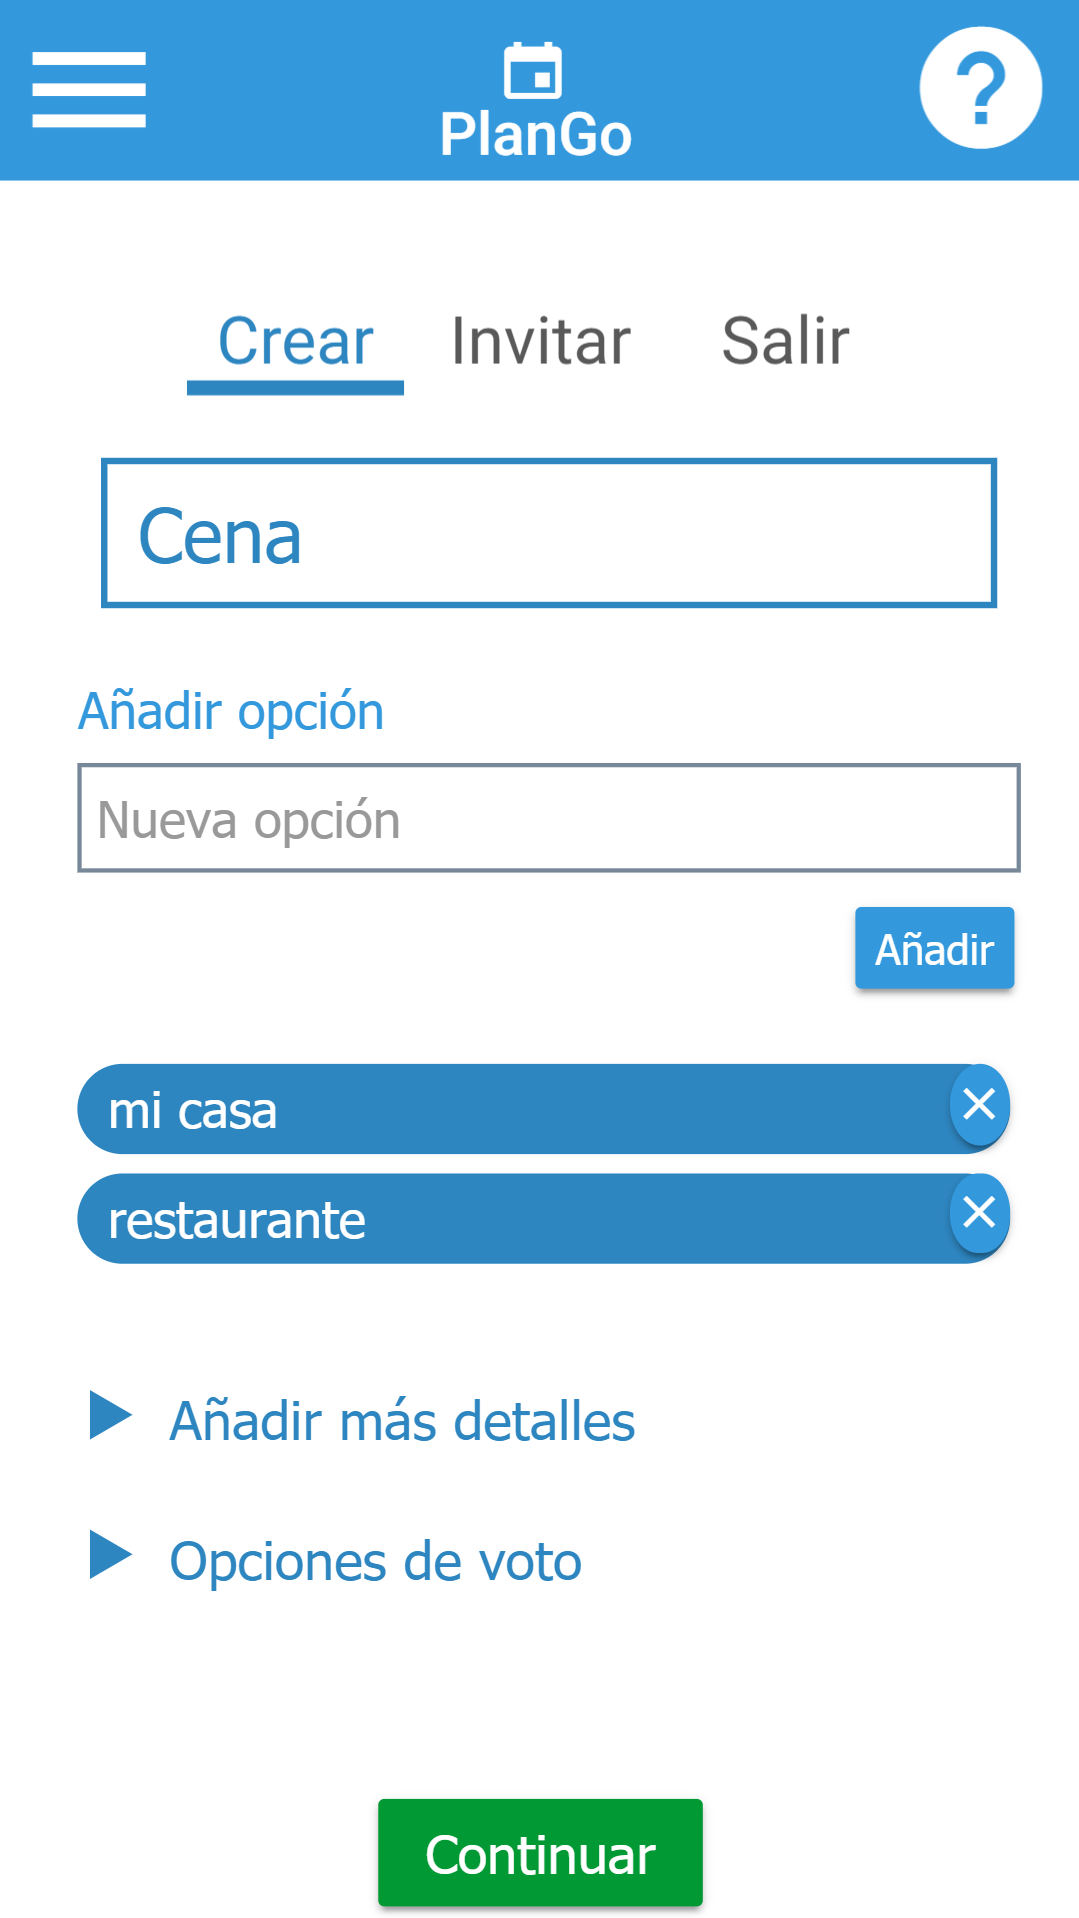 PlanGo
?
Crear Invitar Salir
Cena
Añadir opción
Nueva opción
Añadir
mi casa
restaurante
Añadir más detalles
Opciones de voto
Continuar